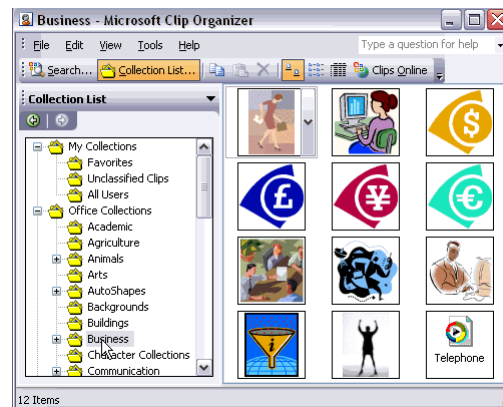 Business - Microsoft Clip Organizer
File Edit View Tools Help
Type a question for help
Search... Collection List... Clips Online
Collection List
My Collections
Favorites
Unclassified Clips
All Users
Office Collections
Academic
Agriculture
Animals
Arts
AutoShapes
Backgrounds
Buildings
Business
Character Collections
Communication
$
£
¥
€
i
Telephone
12 Items